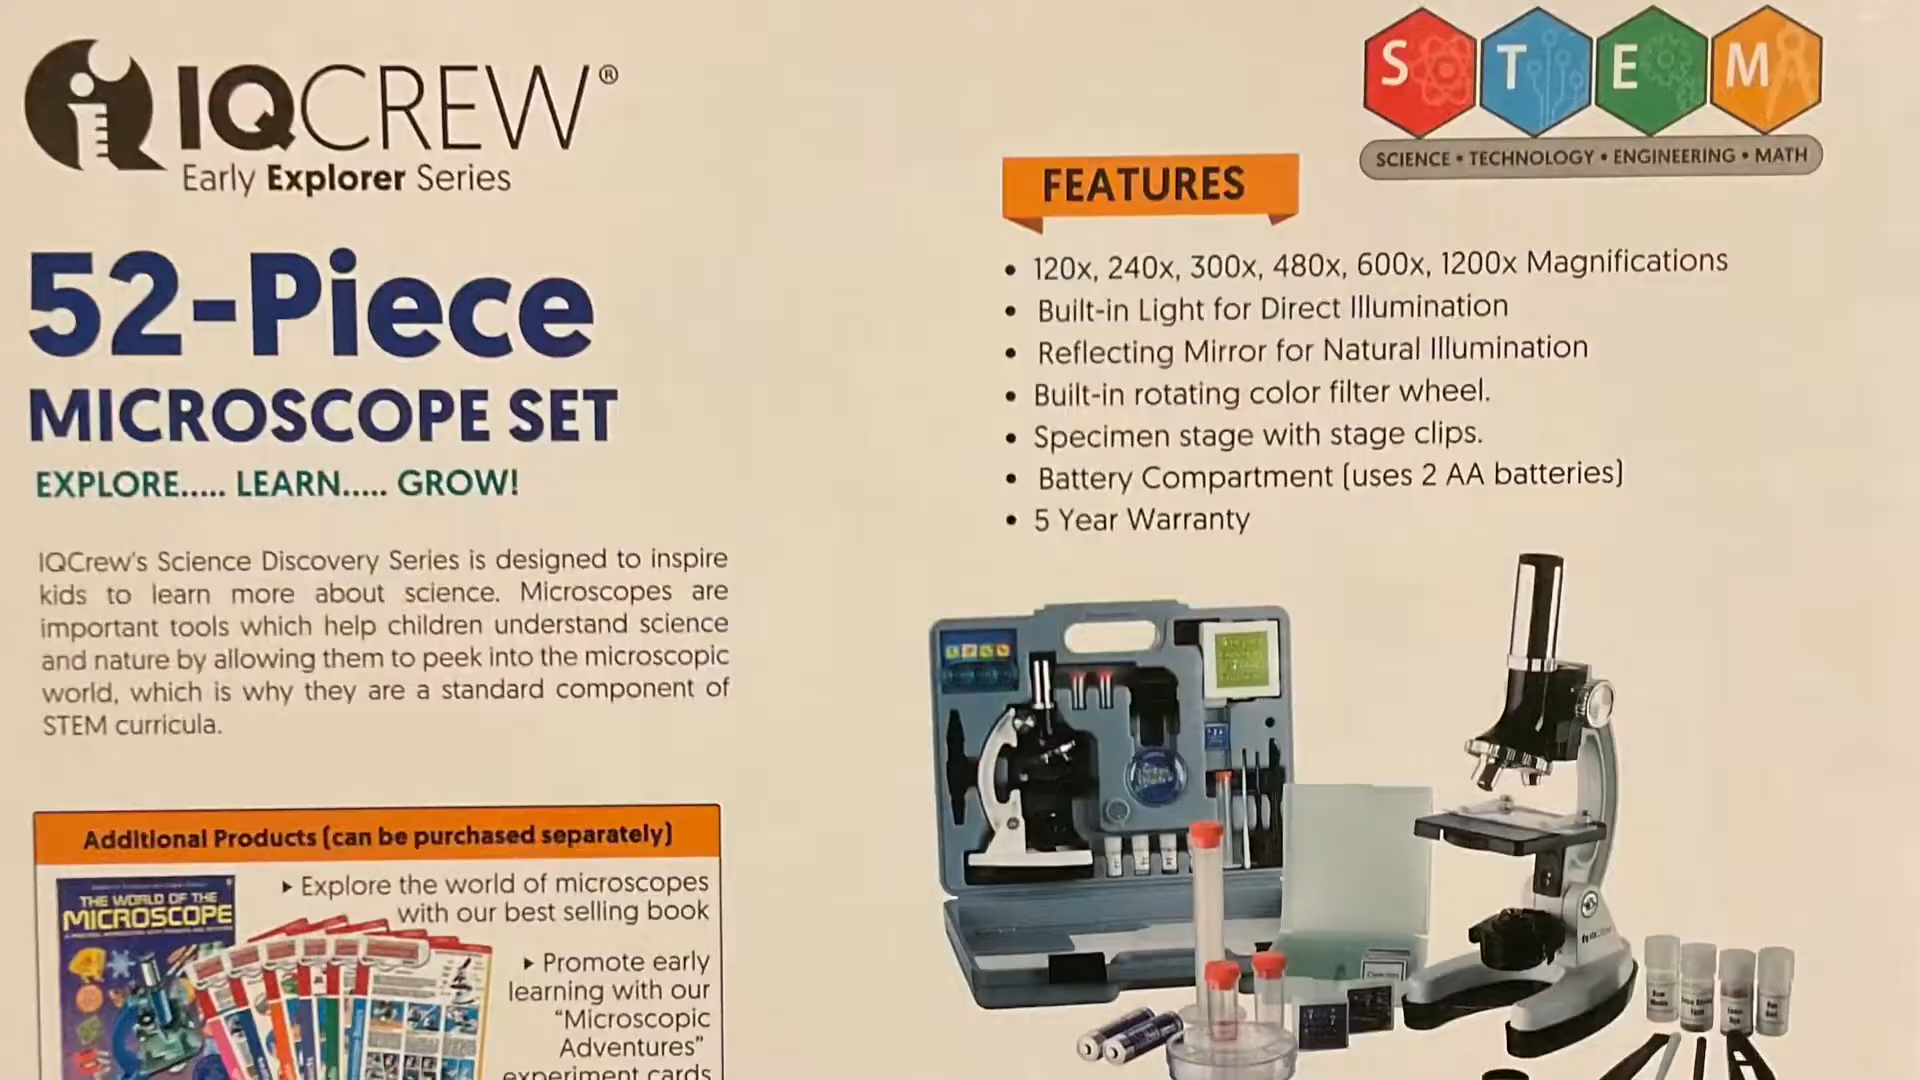 IQCREW®
Early Explorer Series
52-Piece
MICROSCOPE SET
EXPLORE..... LEARN..... GROW!
IQCrew's Science Discovery Series is designed to inspire
kids to learn more about science. Microscopes are
important tools which help children understand science
and nature by allowing them to peek into the microscopic
world, which is why they are a standard component of
STEM curricula.
Additional Products (can be purchased separately)
THE WORLD OF THE
MICROSCOPE
▸ Explore the world of microscopes
with our best selling book
▸ Promote early
learning with our
“Microscopic
Adventures”
experiment cards
STEM
SCIENCE • TECHNOLOGY • ENGINEERING • MATH
FEATURES
• 120x, 240x, 300x, 480x, 600x, 1200x Magnifications
• Built-in Light for Direct Illumination
• Reflecting Mirror for Natural Illumination
• Built-in rotating color filter wheel.
• Specimen stage with stage clips.
• Battery Compartment (uses 2 AA batteries)
• 5 Year Warranty